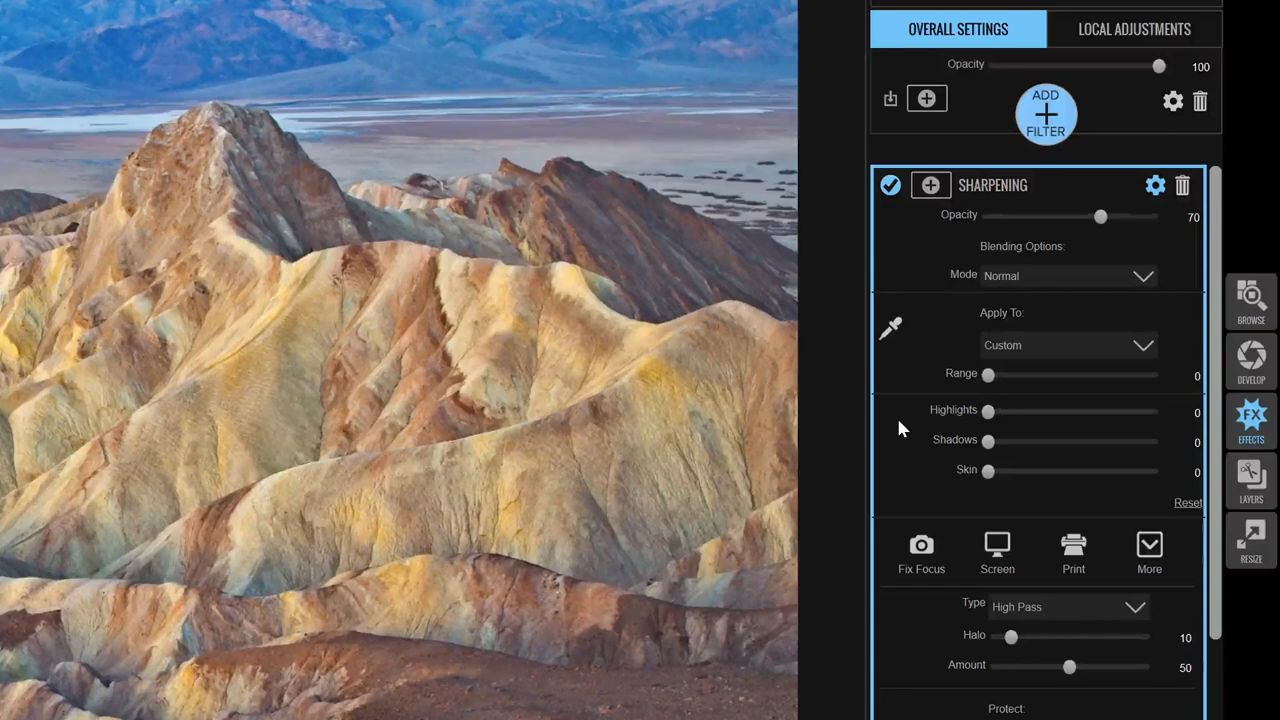 OVERALL SETTINGS LOCAL ADJUSTMENTS
Opacity 100
ADD
FILTER
SHARPENING
Opacity 70
Blending Options:
Mode Normal
Apply To:
Custom
Range 0
Highlights 0
Shadows 0
Skin 0
Reset
Fix Focus Screen Print More
Type High Pass
Halo 10
Amount 50
Protect:
BROWSE
DEVELOP
FX
EFFECTS
LAYERS
RESIZE